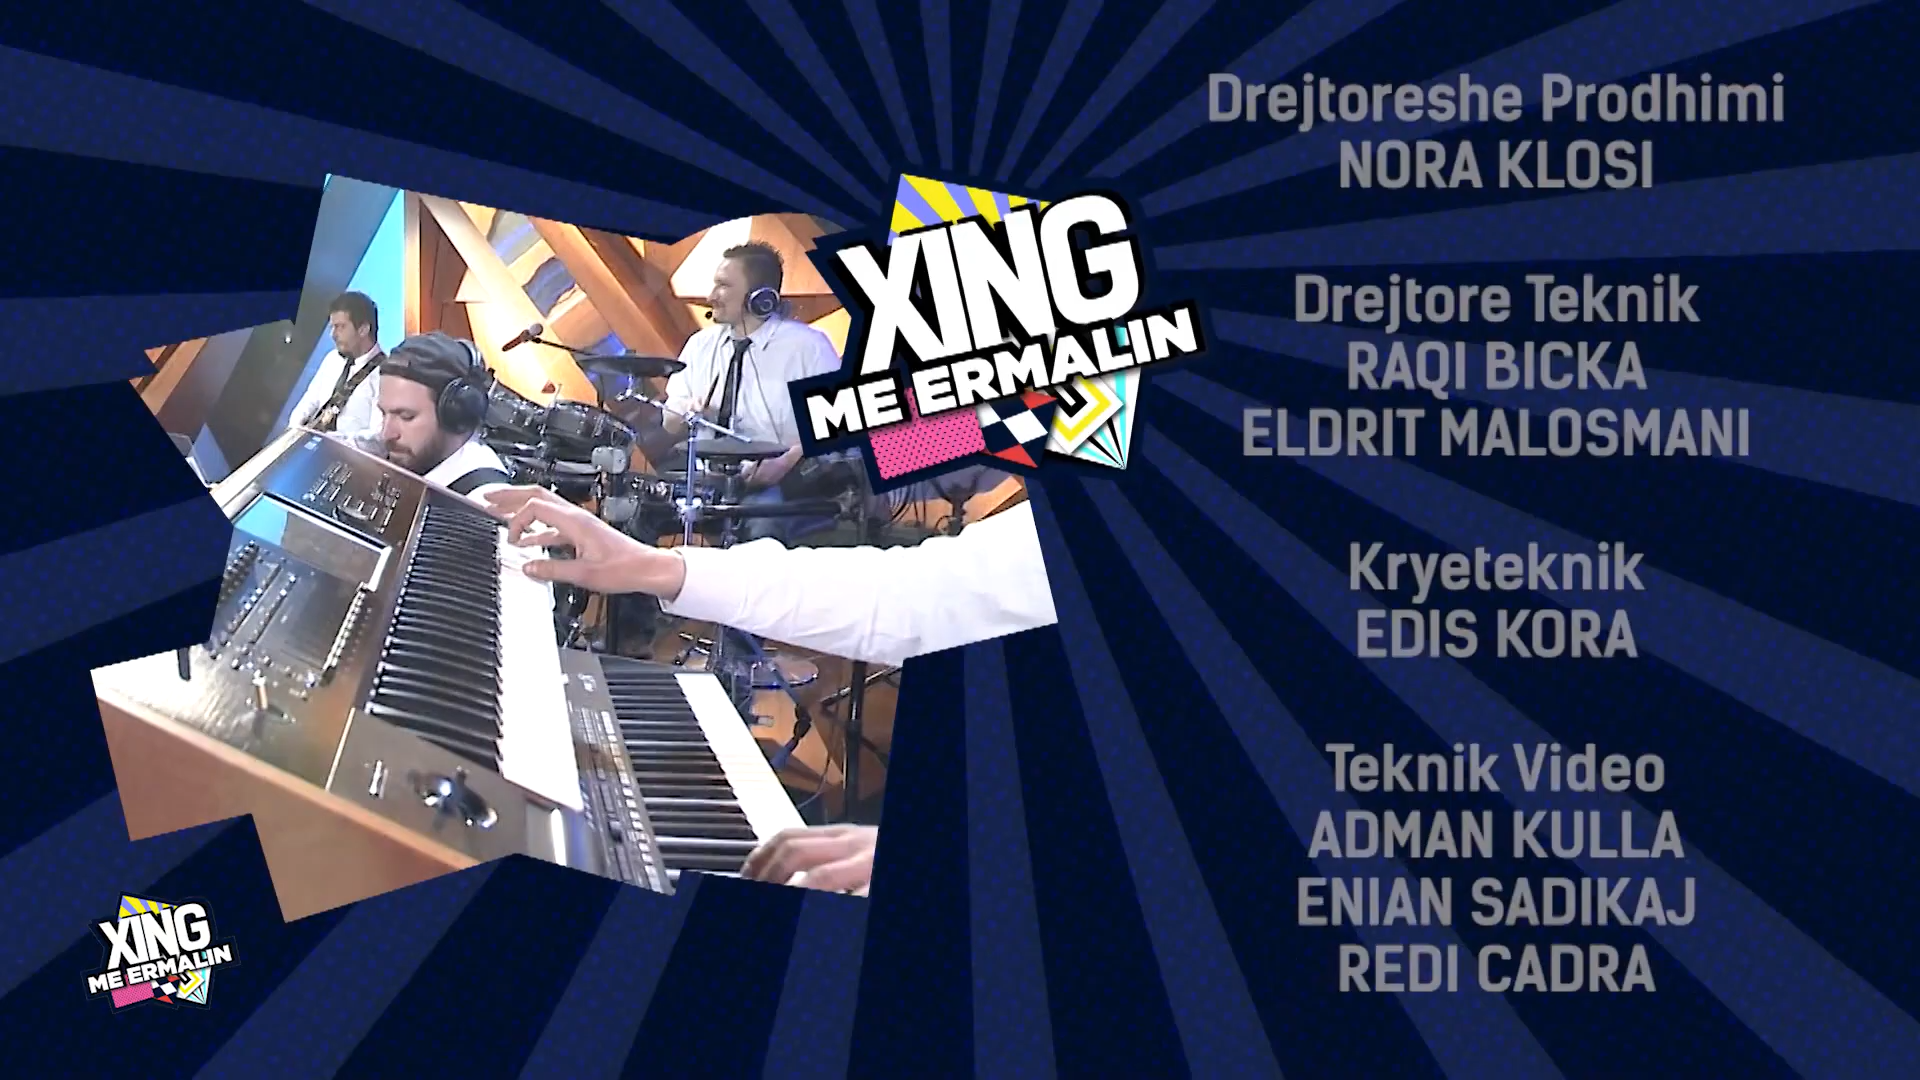 XING
ME ERMALIN
Drejtoreshe Prodhimi
NORA KLOSI
Drejtore Teknik
RAQI BICKA
ELDRIT MALOSMANI
Kryeteknik
EDIS KORA
Teknik Video
ADMAN KULLA
ENIAN SADIKAJ
REDI CADRA
XING
ME ERMALIN